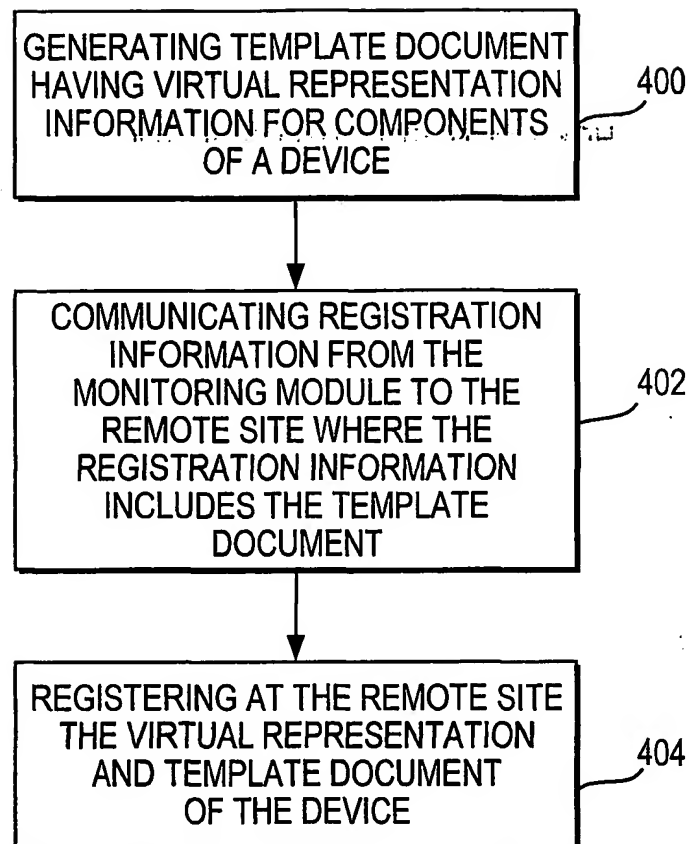 GENERATING TEMPLATE DOCUMENT
HAVING VIRTUAL REPRESENTATION
INFORMATION FOR COMPONENTS
OF A DEVICE
400
COMMUNICATING REGISTRATION
INFORMATION FROM THE
MONITORING MODULE TO THE
REMOTE SITE WHERE THE
REGISTRATION INFORMATION
INCLUDES THE TEMPLATE
DOCUMENT
402
REGISTERING AT THE REMOTE SITE
THE VIRTUAL REPRESENTATION
AND TEMPLATE DOCUMENT
OF THE DEVICE
404